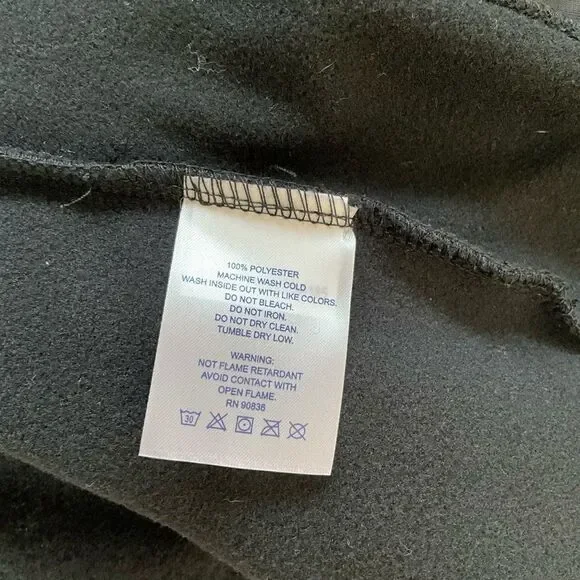 100% POLYESTER
MACHINE WASH COLD
WASH INSIDE OUT WITH LIKE COLORS.
DO NOT BLEACH.
DO NOT IRON.
DO NOT DRY CLEAN.
TUMBLE DRY LOW.
WARNING:
NOT FLAME RETARDANT
AVOID CONTACT WITH
OPEN FLAME.
RN 90836
30